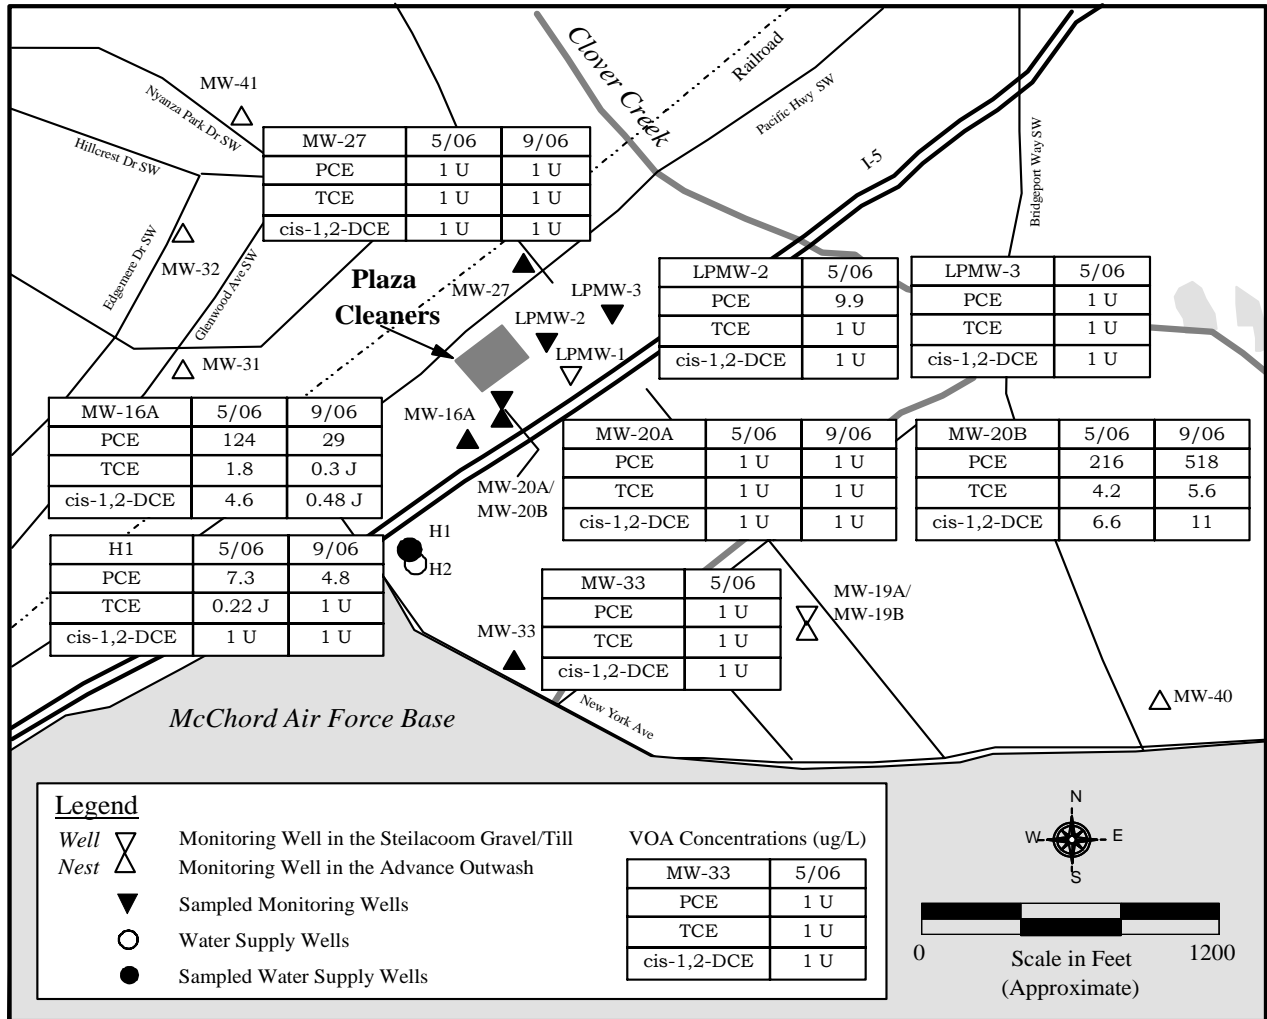 MW-41
Nyanza Park Dr SW
Hillcrest Dr SW
Edgemere Dr SW
Glenwood Ave SW
MW-32
MW-31
Clover Creek
Railroad
Pacific Hwy SW
I-5
Bridgeport Way SW
MW-27 5/06 9/06
PCE 1 U 1 U
TCE 1 U 1 U
cis-1,2-DCE 1 U 1 U
Plaza
Cleaners
MW-27
LPMW-3
LPMW-2
LPMW-1
LPMW-2 5/06
PCE 9.9
TCE 1 U
cis-1,2-DCE 1 U
LPMW-3 5/06
PCE 1 U
TCE 1 U
cis-1,2-DCE 1 U
MW-16A 5/06 9/06
PCE 124 29
TCE 1.8 0.3 J
cis-1,2-DCE 4.6 0.48 J
MW-16A
MW-20A/
MW-20B
MW-20A 5/06 9/06
PCE 1 U 1 U
TCE 1 U 1 U
cis-1,2-DCE 1 U 1 U
MW-20B 5/06 9/06
PCE 216 518
TCE 4.2 5.6
cis-1,2-DCE 6.6 11
H1 5/06 9/06
PCE 7.3 4.8
TCE 0.22 J 1 U
cis-1,2-DCE 1 U 1 U
H1
H2
MW-33
MW-33 5/06
PCE 1 U
TCE 1 U
cis-1,2-DCE 1 U
MW-19A/
MW-19B
MW-40
New York Ave
McChord Air Force Base
Legend
Well
Nest
Monitoring Well in the Steilacoom Gravel/Till
Monitoring Well in the Advance Outwash
Sampled Monitoring Wells
Water Supply Wells
Sampled Water Supply Wells
VOA Concentrations (ug/L)
MW-33 5/06
PCE 1 U
TCE 1 U
cis-1,2-DCE 1 U
N
W E
S
0 1200
Scale in Feet
(Approximate)